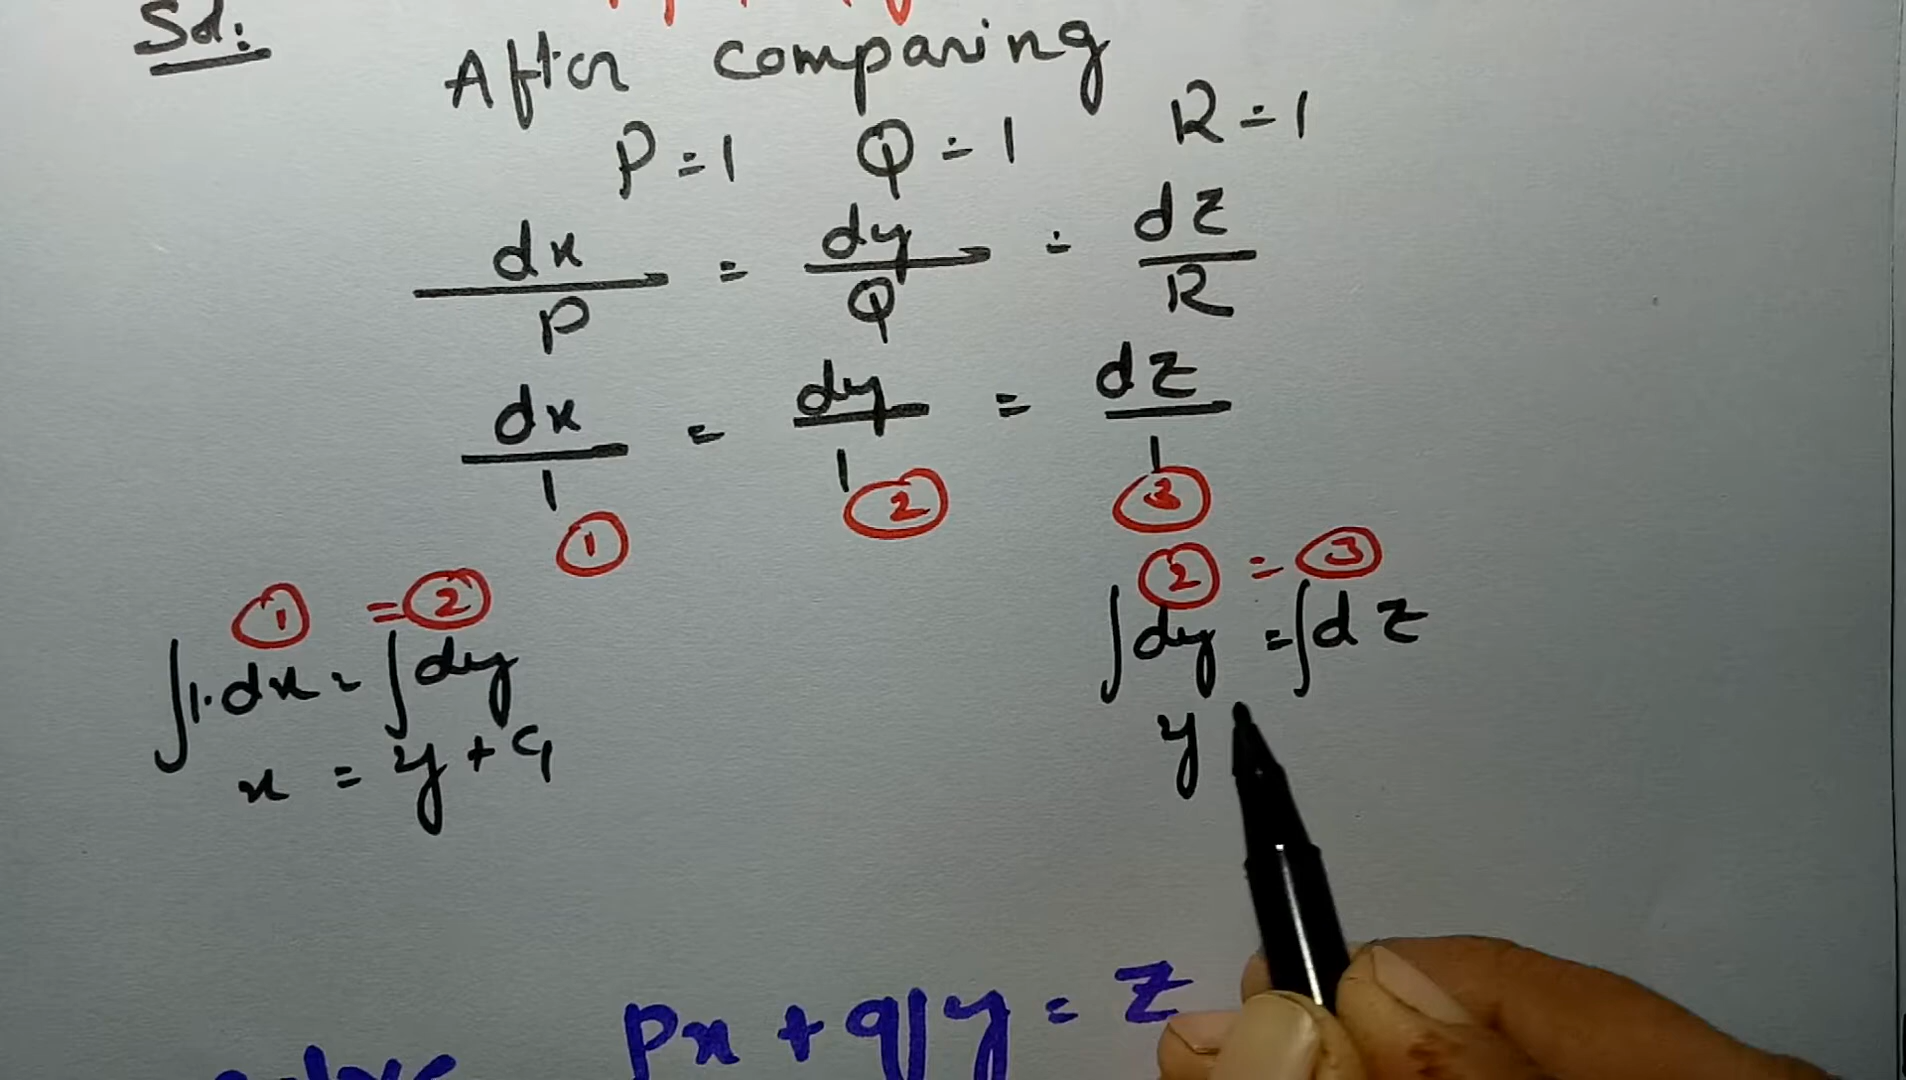 Sol:
After comparing
P = 1 Q = 1 R = 1
dx/P = dy/Q = dz/R
dx/1 = dy/1 = dz/1
① ② ③
① = ② ② = ③
∫1·dx = ∫dy ∫dy = ∫dz
x = y + c₁ y
px + qy = z